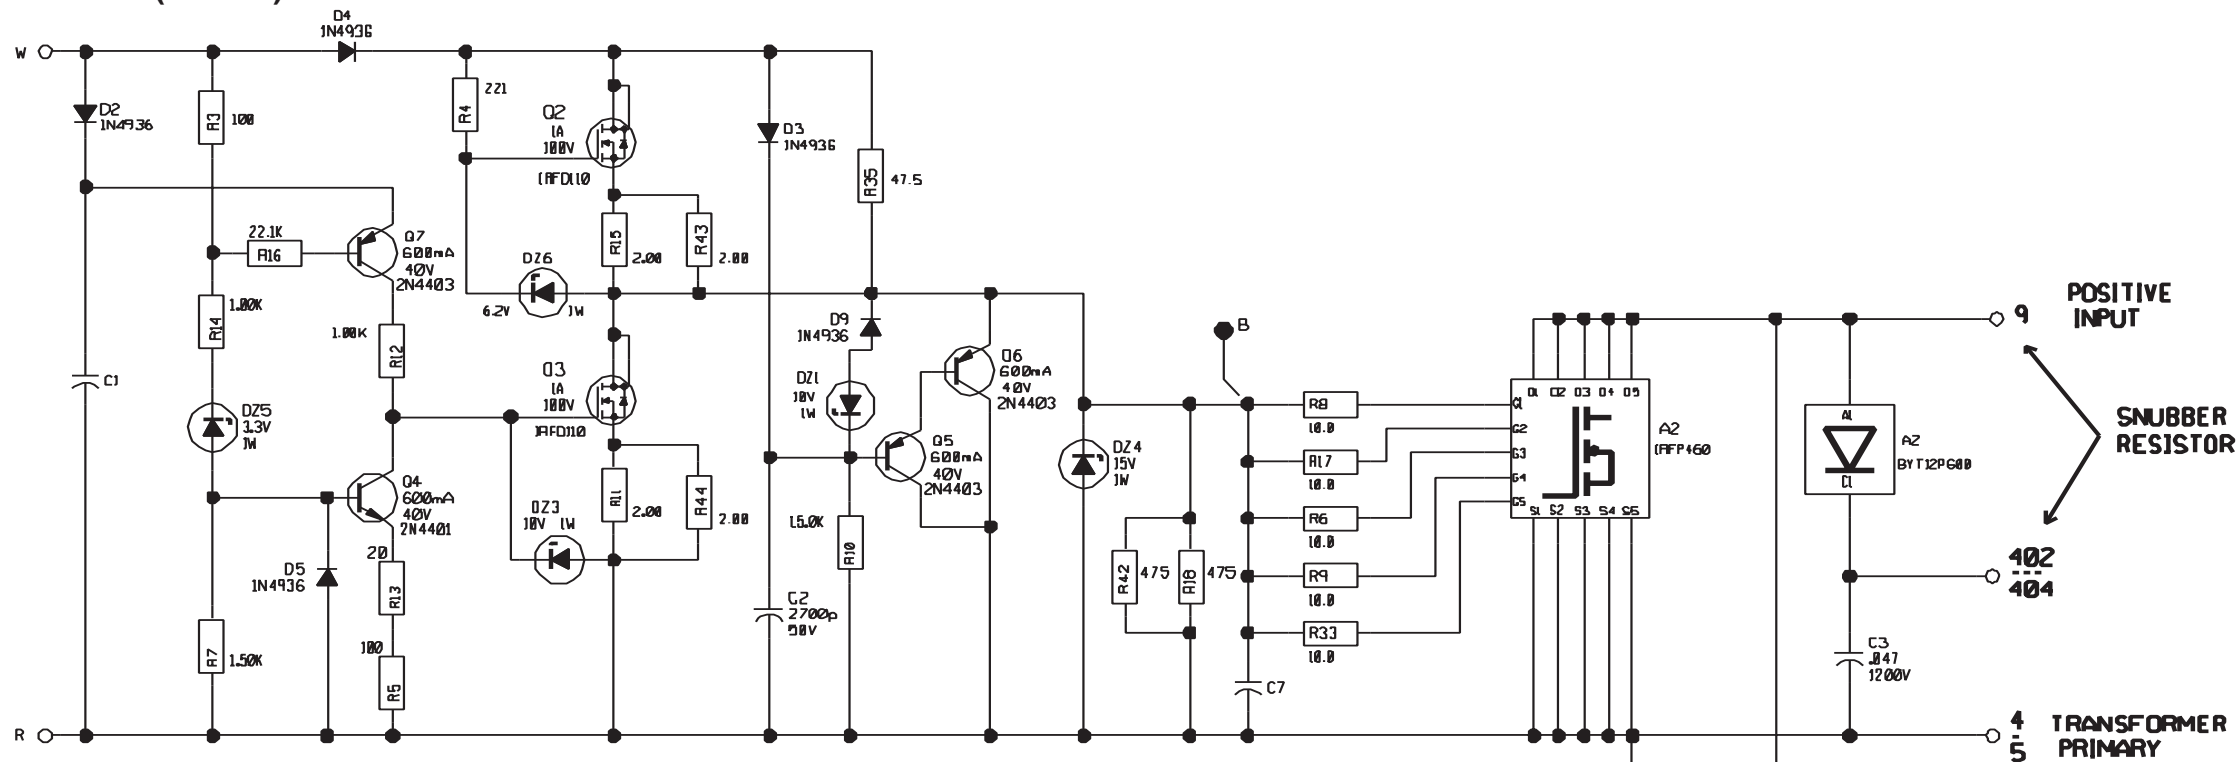 D4
1N4936
W
D2
1N4936
R3
100
R4
221
Q2
1A
100V
IRFD110
D3
1N4936
R35
47.5
22.1K
R16
Q7
600mA
40V
2N4403
R15
2.00
R43
2.00
DZ6
6.2V
1W
R14
1.00K
1.00K
R12
C1
DZ5
3.3V
1W
Q3
1A
100V
IRFD110
D9
1N4936
DZ1
10V
1W
Q6
600mA
40V
2N4403
Q5
600mA
40V
2N4403
Q4
600mA
40V
2N4401
DZ3
10V 1W
R11
2.00
R44
2.00
15.0K
R10
D5
1N4936
20
R13
100
R5
R7
1.50K
C2
2700p
50V
B
DZ4
15V
1W
R42
475
R18
475
R8
10.0
R17
10.0
R6
10.0
R9
10.0
R33
10.0
C7
D1 D2 D3 D4 D5
G1
G2
G3
G4
G5
S1 S2 S3 S4 S5
A2
IRFP460
A1
C1
AZ
BYT12P600
9
POSITIVE
INPUT
SNUBBER
RESISTOR
402
404
C3
.047
1200V
R
4
5
TRANSFORMER
PRIMARY